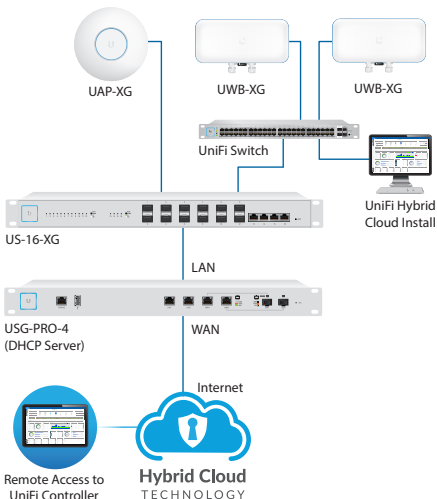 UAP-XG
UWB-XG
UWB-XG
UniFi Switch
UniFi Hybrid
Cloud Install
US-16-XG
LAN
USG-PRO-4
(DHCP Server)
WAN
Internet
Remote Access to
UniFi Controller
Hybrid Cloud
TECHNOLOGY